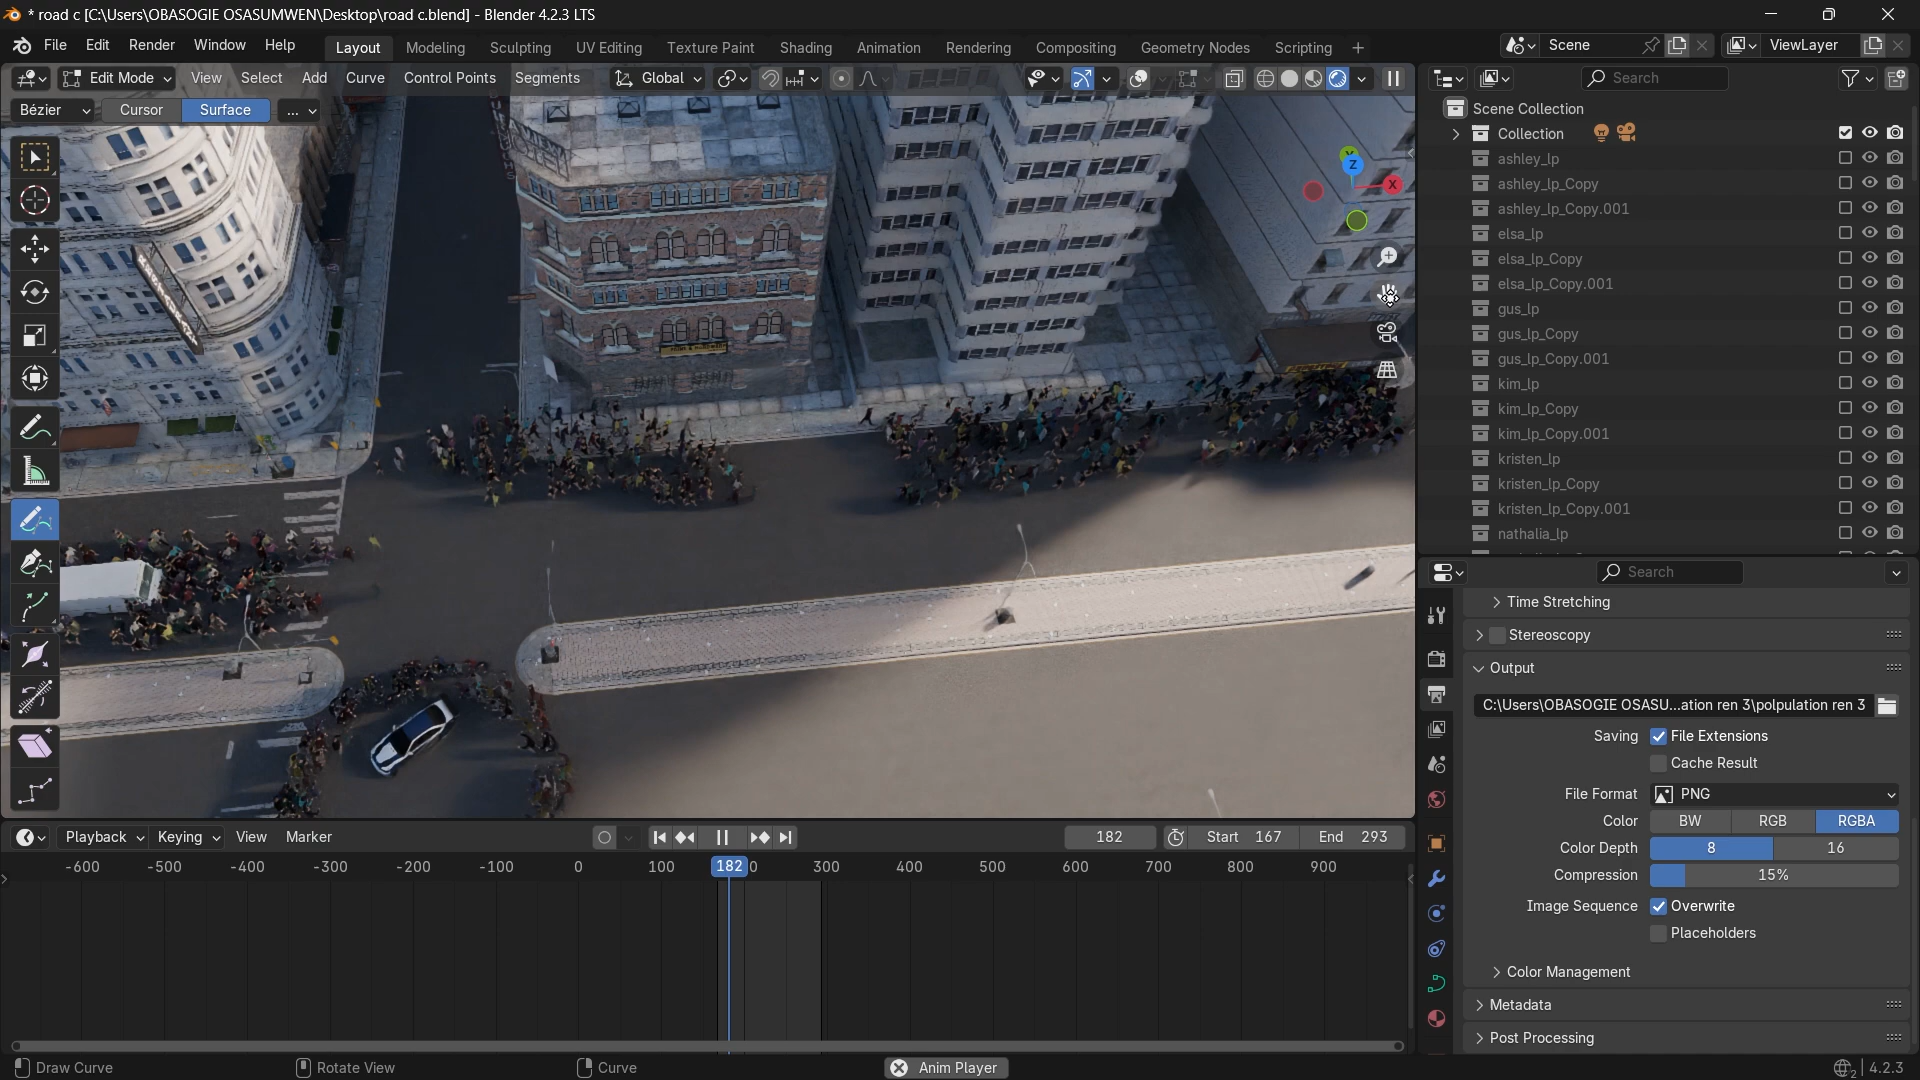 * road c [C:\Users\OBASOGIE OSASUMWEN\Desktop\road c.blend] - Blender 4.2.3 LTS
File Edit Render Window Help Layout Modeling Sculpting UV Editing Texture Paint Shading Animation Rendering Compositing Geometry Nodes Scripting + Scene ViewLayer
Edit Mode View Select Add Curve Control Points Segments Global Search
Bézier Cursor Surface ...
Scene Collection
Collection
ashley_lp
ashley_lp_Copy
ashley_lp_Copy.001
elsa_lp
elsa_lp_Copy
elsa_lp_Copy.001
gus_lp
gus_lp_Copy
gus_lp_Copy.001
kim_lp
kim_lp_Copy
kim_lp_Copy.001
kristen_lp
kristen_lp_Copy
kristen_lp_Copy.001
nathalia_lp
Y
Z
X
Search
Time Stretching
Stereoscopy
Output
C:\Users\OBASOGIE OSASU...ation ren 3\polpulation ren 3
Saving File Extensions
Cache Result
File Format PNG
Color BW RGB RGBA
Color Depth 8 16
Compression 15%
Image Sequence Overwrite
Placeholders
Color Management
Metadata
Post Processing
Playback Keying View Marker 182 Start 167 End 293
-600 -500 -400 -300 -200 -100 0 100 182 0 300 400 500 600 700 800 900
Draw Curve Rotate View Curve Anim Player 2 4.2.3